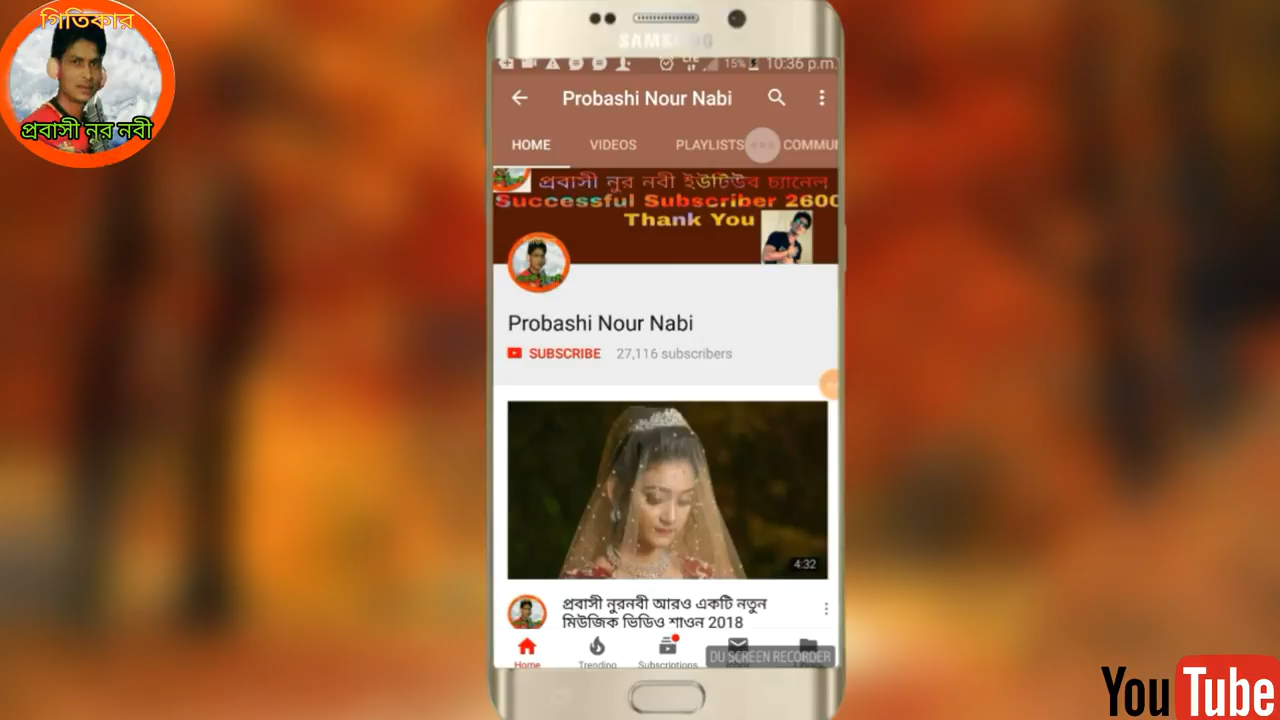 গিতিকার
প্রবাসী নুর নবী
SAMSUNG
15% 10:36 p.m.
Probashi Nour Nabi
HOME VIDEOS PLAYLISTS COMMUN
প্রবাসী নুর নবী ইউটিউব চ্যানেল
Successful Subscriber 2600
Thank You
Probashi Nour Nabi
SUBSCRIBE 27,116 subscribers
4:32
প্রবাসী নুরনবী আরও একটি নতুন
মিউজিক ভিডিও শাওন 2018
Home Trending Subscriptions
DU SCREEN RECORDER
YouTube